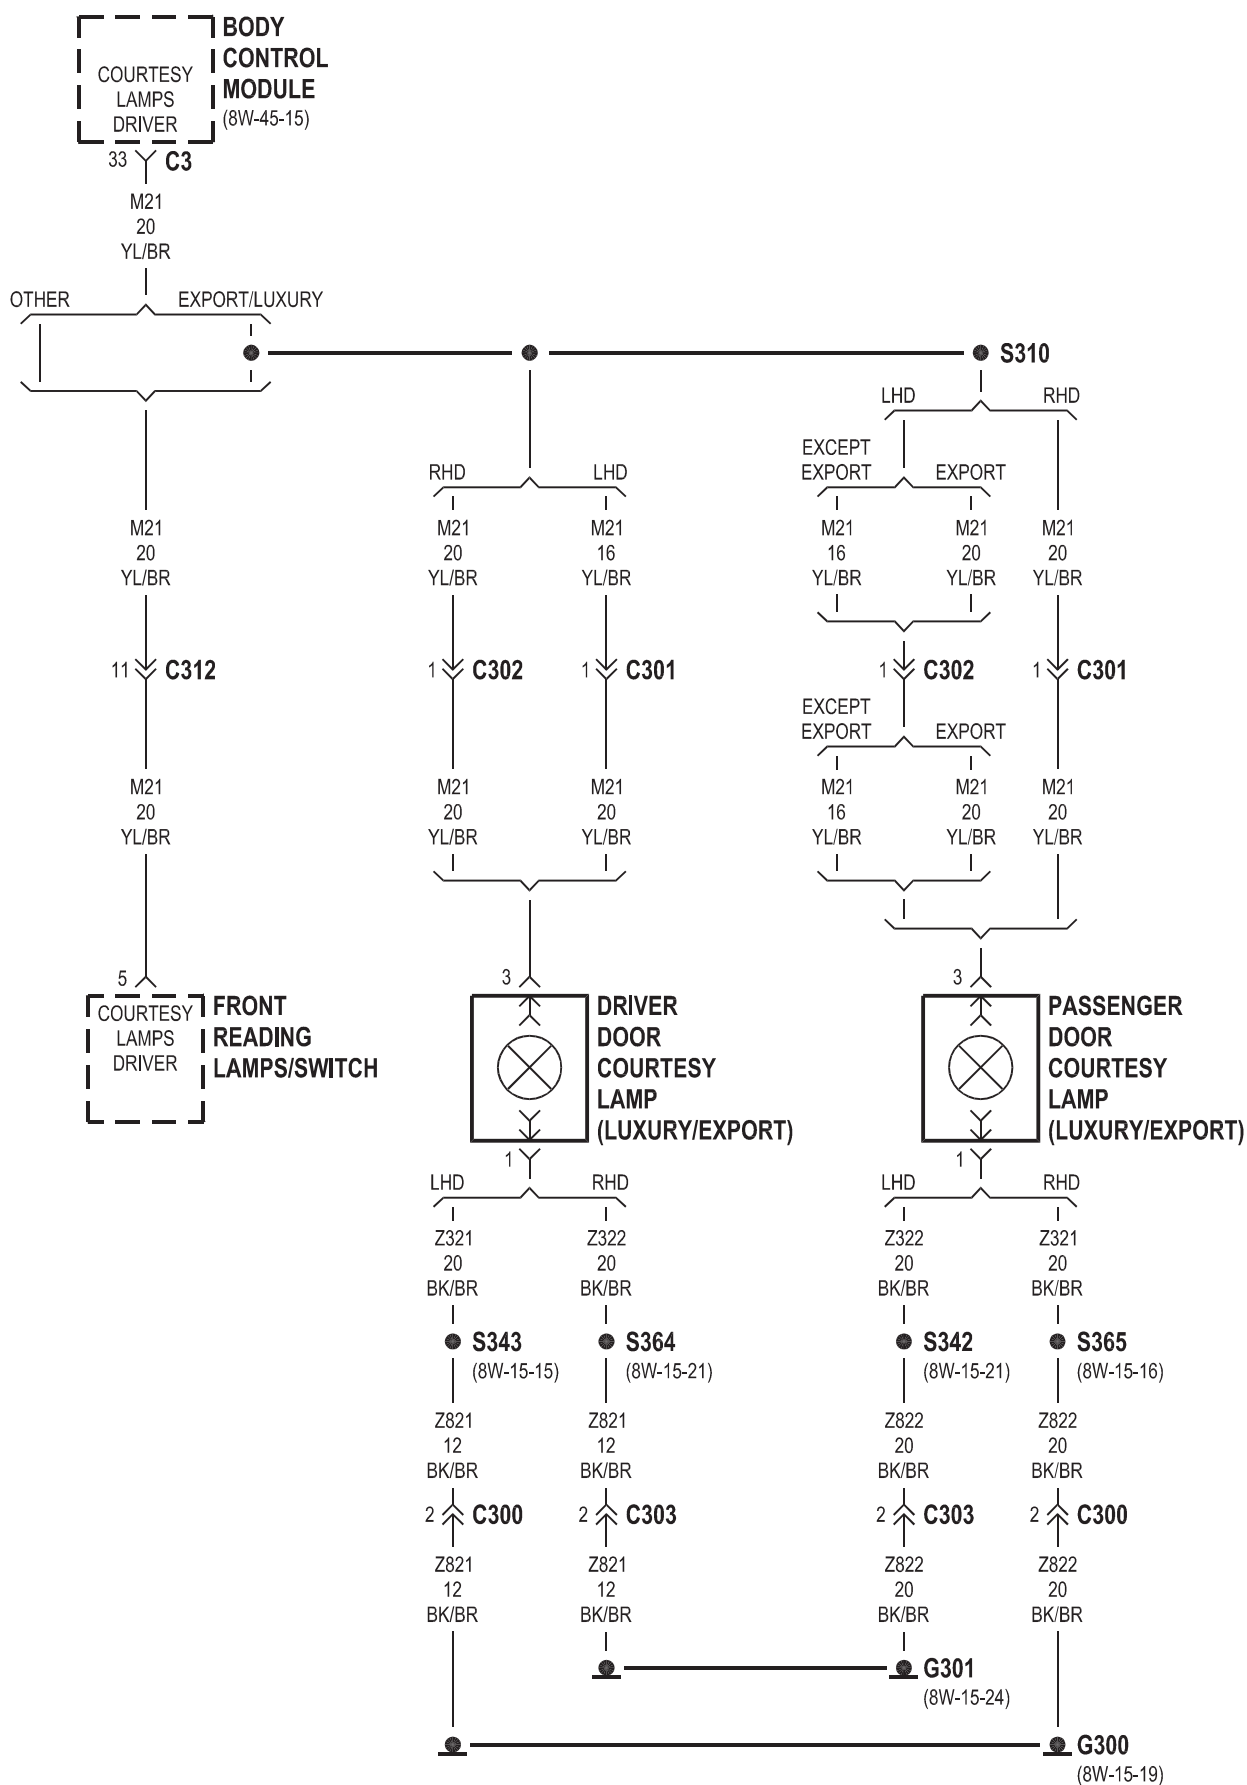 BODY
CONTROL
MODULE
(8W-45-15)
COURTESY
LAMPS
DRIVER
33 C3
M21
20
YL/BR
OTHER EXPORT/LUXURY
S310
LHD RHD
EXCEPT
EXPORT EXPORT
RHD LHD
M21 M21 M21 M21 M21 M21
20 20 16 16 20 20
YL/BR YL/BR YL/BR YL/BR YL/BR YL/BR
11 C312 1 C302 1 C301 1 C302 1 C301
EXCEPT
EXPORT EXPORT
M21 M21 M21 M21 M21 M21
20 20 20 16 20 20
YL/BR YL/BR YL/BR YL/BR YL/BR YL/BR
5 3 3
COURTESY
LAMPS
DRIVER
FRONT
READING
LAMPS/SWITCH
DRIVER
DOOR
COURTESY
LAMP
(LUXURY/EXPORT)
PASSENGER
DOOR
COURTESY
LAMP
(LUXURY/EXPORT)
1 1
LHD RHD LHD RHD
Z321 Z322 Z322 Z321
20 20 20 20
BK/BR BK/BR BK/BR BK/BR
S343 S364 S342 S365
(8W-15-15) (8W-15-21) (8W-15-21) (8W-15-16)
Z821 Z821 Z822 Z822
12 12 20 20
BK/BR BK/BR BK/BR BK/BR
2 C300 2 C303 2 C303 2 C300
Z821 Z821 Z822 Z822
12 12 20 20
BK/BR BK/BR BK/BR BK/BR
G301
(8W-15-24)
G300
(8W-15-19)